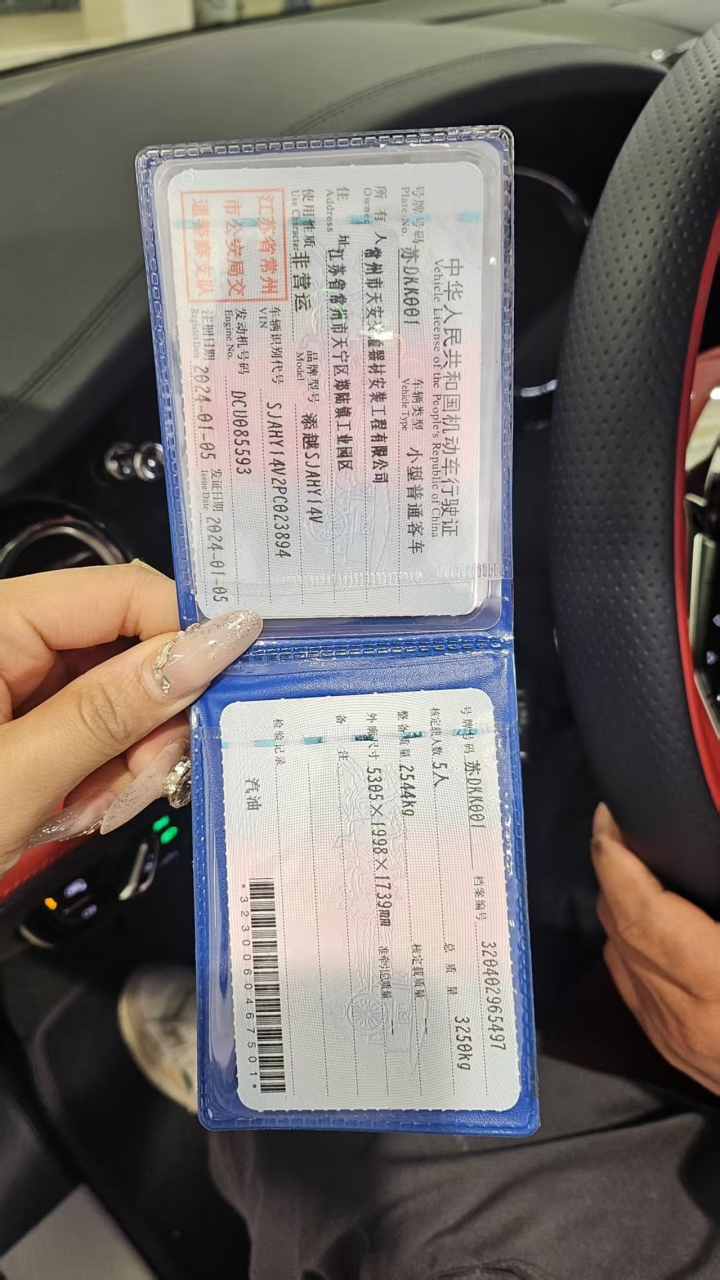 中华人民共和国机动车行驶证
Vehicle License of the People's Republic of China
号牌号码 苏DKK001 车辆类型 小型普通客车
Plate No. Vehicle Type
所有人 常州市天安交通器材安装工程有限公司
Owner
住址 江苏省常州市天宁区郑陆镇工业园区
Address
使用性质 非营运 品牌型号 添越SJAHY14V
Use Character Model
江苏省常州
市公安局交
通警察支队
车辆识别代号 SJAHY14V2PC023894
VIN
发动机号码 DCU085593
Engine No.
注册日期 2024-01-05 发证日期 2024-01-05
Register Date Issue Date
号牌号码 苏DKK001 档案编号 320402965497
核定载人数 5人 总质量 3250kg
整备质量 2544kg 核定载质量 --
外廓尺寸 5305×1998×1739mm 准牵引总质量 --
备注
检验记录
汽油
*3230060467501*